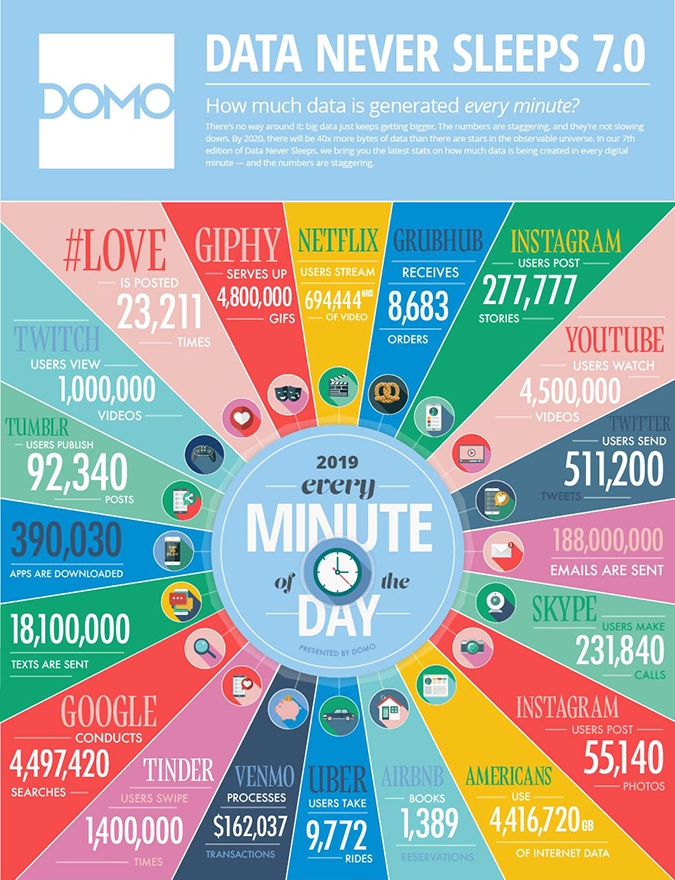 DOMO
DATA NEVER SLEEPS 7.0
How much data is generated every minute?
There's no way around it: big data just keeps getting bigger. The numbers are staggering, and they're not slowing
down. By 2020, there will be 40x more bytes of data than there are stars in the observable universe. In our 7th
edition of Data Never Sleeps, we bring you the latest stats on how much data is being created in every digital
minute — and the numbers are staggering.
#LOVE
IS POSTED
23,211
TIMES
GIPHY
SERVES UP
4,800,000
GIFS
NETFLIX
USERS STREAM
694,444 HRS
OF VIDEO
GRUBHUB
RECEIVES
8,683
ORDERS
INSTAGRAM
USERS POST
277,777
STORIES
YOUTUBE
USERS WATCH
4,500,000
VIDEOS
TWITTER
USERS SEND
511,200
TWEETS
188,000,000
EMAILS ARE SENT
SKYPE
USERS MAKE
231,840
CALLS
INSTAGRAM
USERS POST
55,140
PHOTOS
AMERICANS
USE
4,416,720 GB
OF INTERNET DATA
AIRBNB
BOOKS
1,389
RESERVATIONS
UBER
USERS TAKE
9,772
RIDES
VENMO
PROCESSES
$162,037
TRANSACTIONS
TINDER
USERS SWIPE
1,400,000
TIMES
GOOGLE
CONDUCTS
4,497,420
SEARCHES
18,100,000
TEXTS ARE SENT
390,030
APPS ARE DOWNLOADED
TUMBLR
USERS PUBLISH
92,340
POSTS
TWITCH
USERS VIEW
1,000,000
VIDEOS
2019
every
MINUTE
of the
DAY
PRESENTED BY DOMO